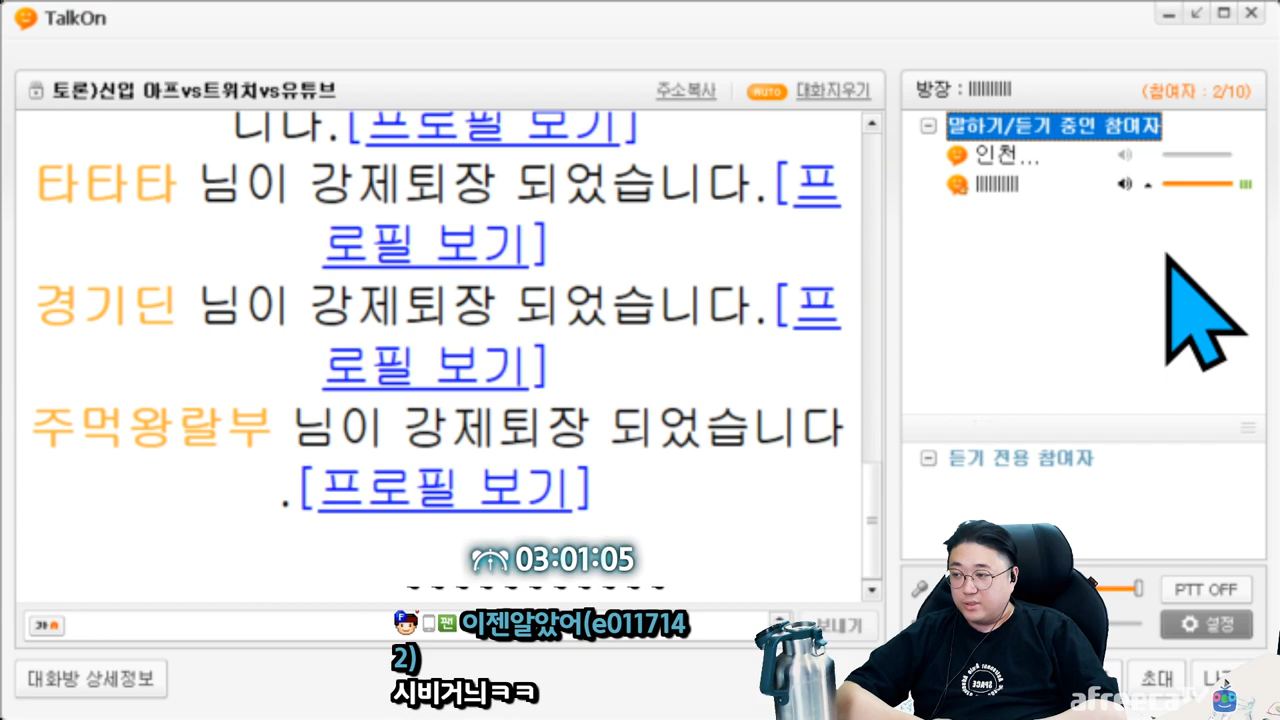 TalkOn
토론)신입 아프vs트위치vs유튜브
주소복사
AUTO
대화지우기
방장 : |||||||||
(참여자 : 2/10)
니다.[프로필 보기]
타타타 님이 강제퇴장 되었습니다.[프
로필 보기]
경기딘 님이 강제퇴장 되었습니다.[프
로필 보기]
주먹왕랄부 님이 강제퇴장 되었습니다
.[프로필 보기]
말하기/듣기 중인 참여자
인천...
|||||||||
듣기 전용 참여자
03:01:05
PTT OFF
설정
가
보내기
팬 이젠알았어(e011714
2)
시비거늬ㅋㅋ
대화방 상세정보
초대
afreecaTV
SPACE